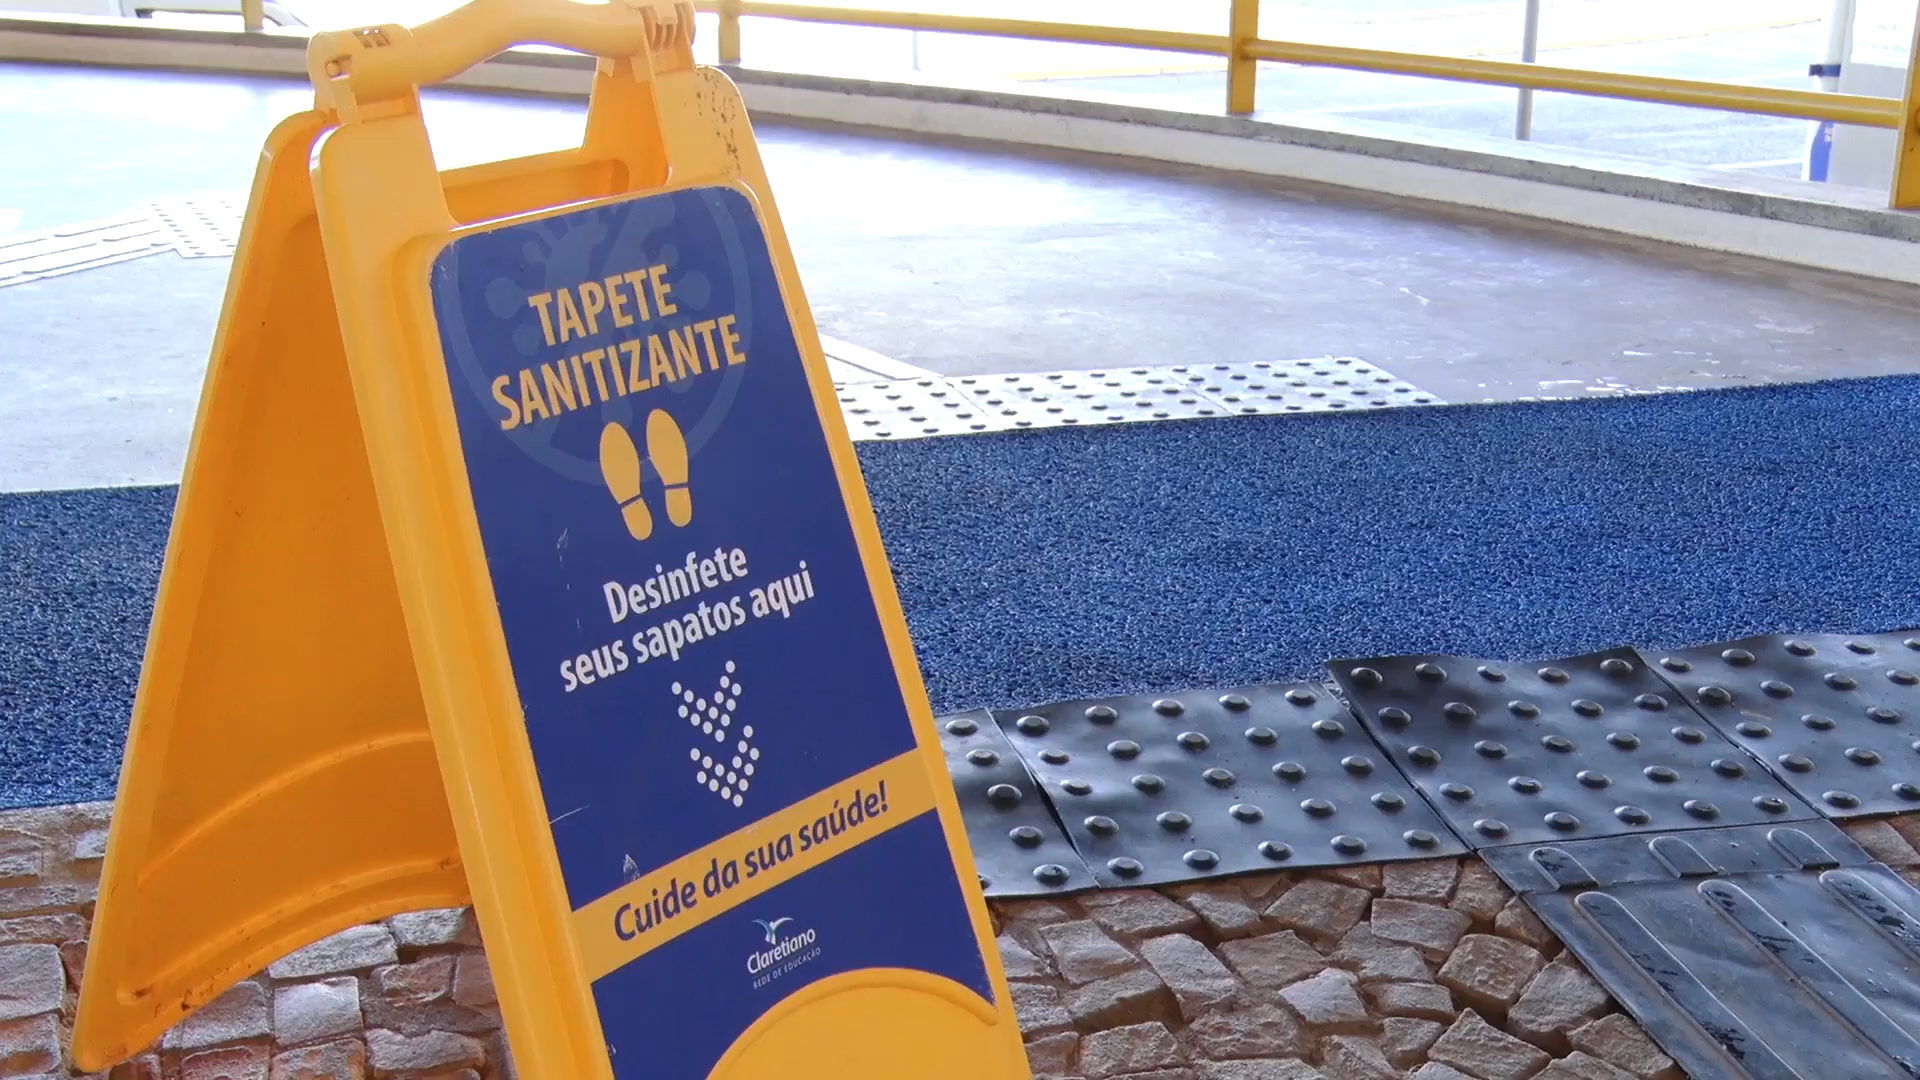 TAPETE
SANITIZANTE
Desinfete
seus sapatos aqui
Cuide da sua saúde!
Claretiano
REDE DE EDUCAÇÃO